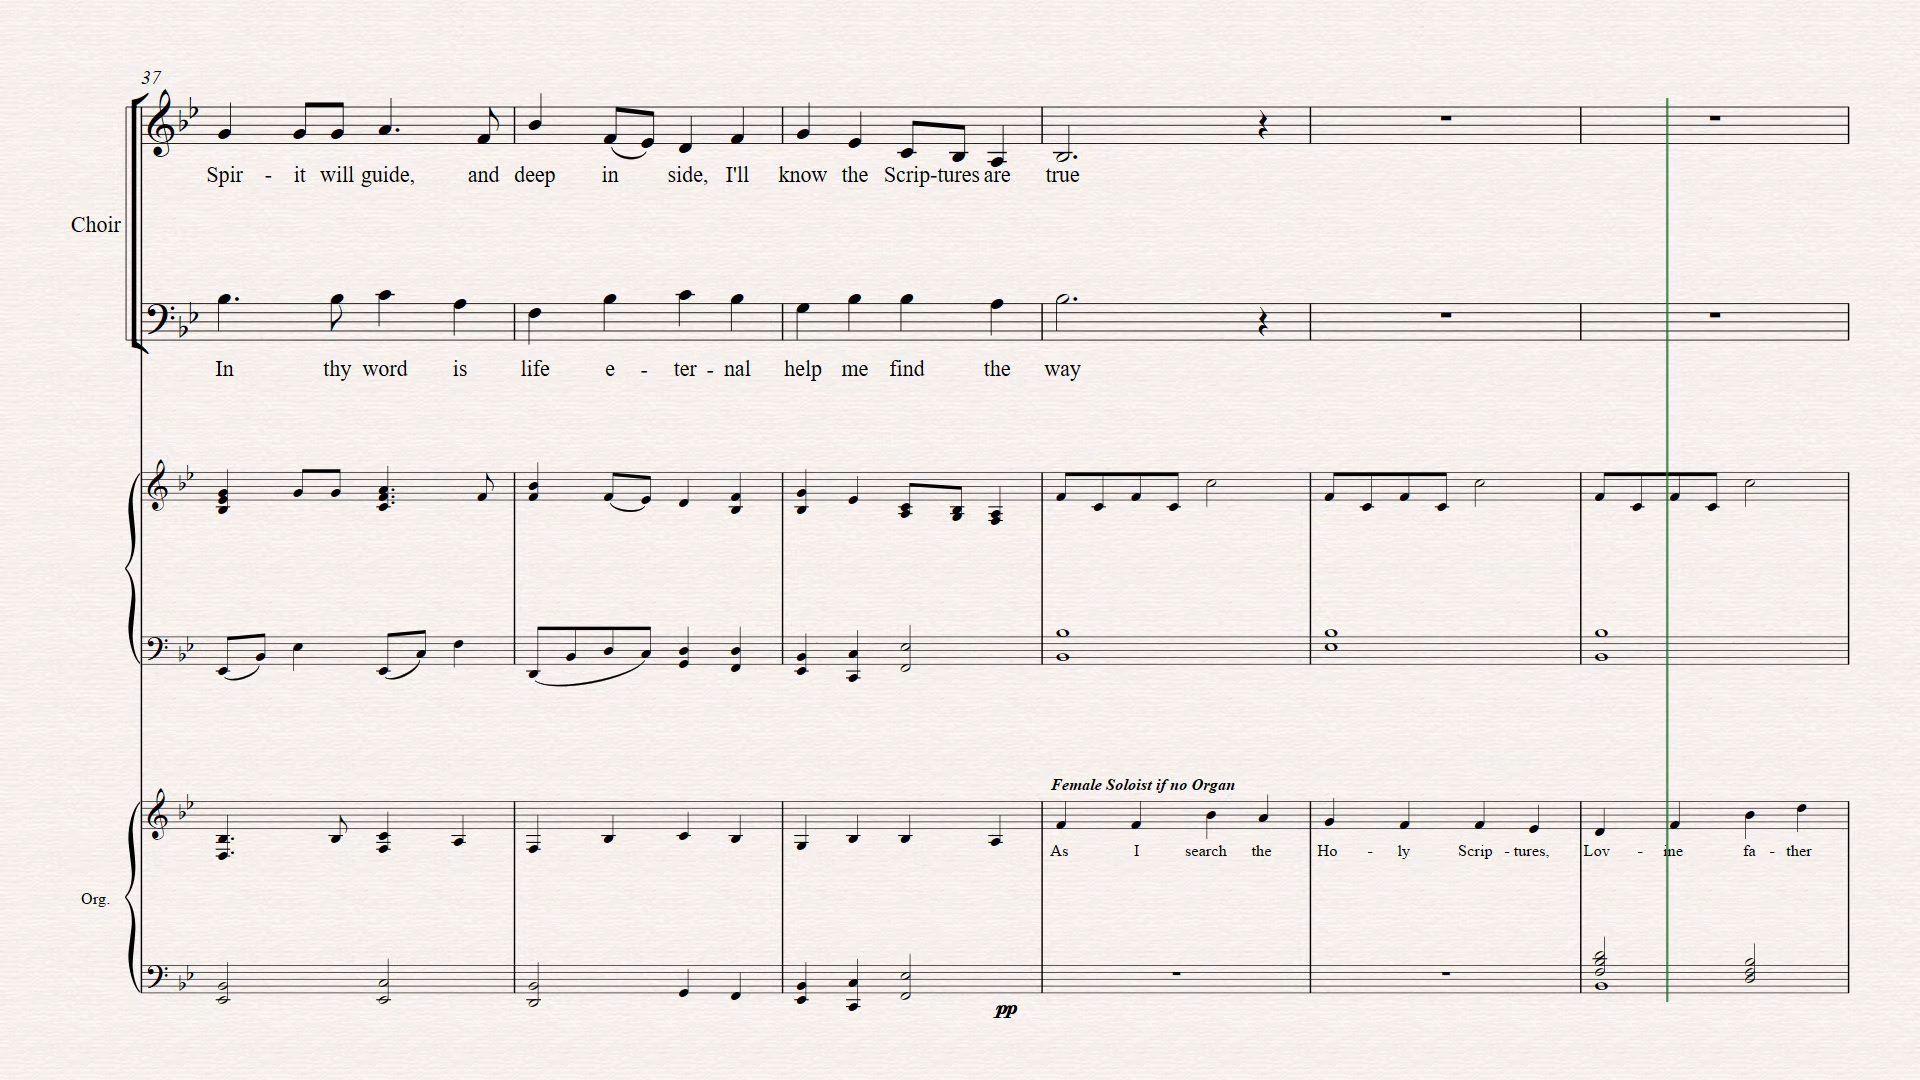 37
Spir - it will guide, and deep in side, I'll know the Scrip-tures are true
Choir
In thy word is life e - ter - nal help me find the way
Female Soloist if no Organ
As I search the Ho - ly Scrip - tures, Lov - ine fa - ther
Org.
pp